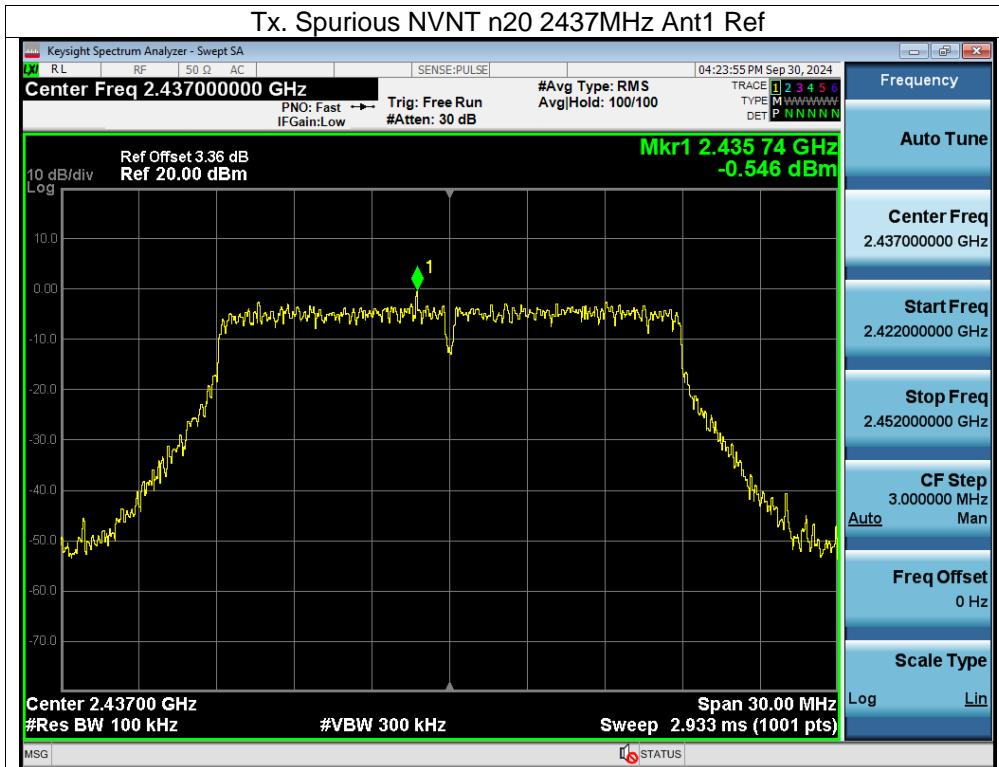 Tx. Spurious NVNT n20 2437MHz Ant1 Ref
Keysight Spectrum Analyzer - Swept SA
LXI RL RF 50 Ω AC SENSE:PULSE 04:23:55 PM Sep 30, 2024
Center Freq 2.437000000 GHz #Avg Type: RMS TRACE 1 2 3 4 5 6
PNO: Fast Trig: Free Run Avg|Hold: 100/100 TYPE M W W W W W
IFGain:Low #Atten: 30 dB DET P N N N N N
Mkr1 2.435 74 GHz
-0.546 dBm
Ref Offset 3.36 dB
10 dB/div Ref 20.00 dBm
Log
10.0
0.00
-10.0
-20.0
-30.0
-40.0
-50.0
-60.0
-70.0
1
Center 2.43700 GHz Span 30.00 MHz
#Res BW 100 kHz #VBW 300 kHz Sweep 2.933 ms (1001 pts)
MSG STATUS
Frequency
Auto Tune
Center Freq
2.437000000 GHz
Start Freq
2.422000000 GHz
Stop Freq
2.452000000 GHz
CF Step
3.000000 MHz
Auto Man
Freq Offset
0 Hz
Scale Type
Log Lin